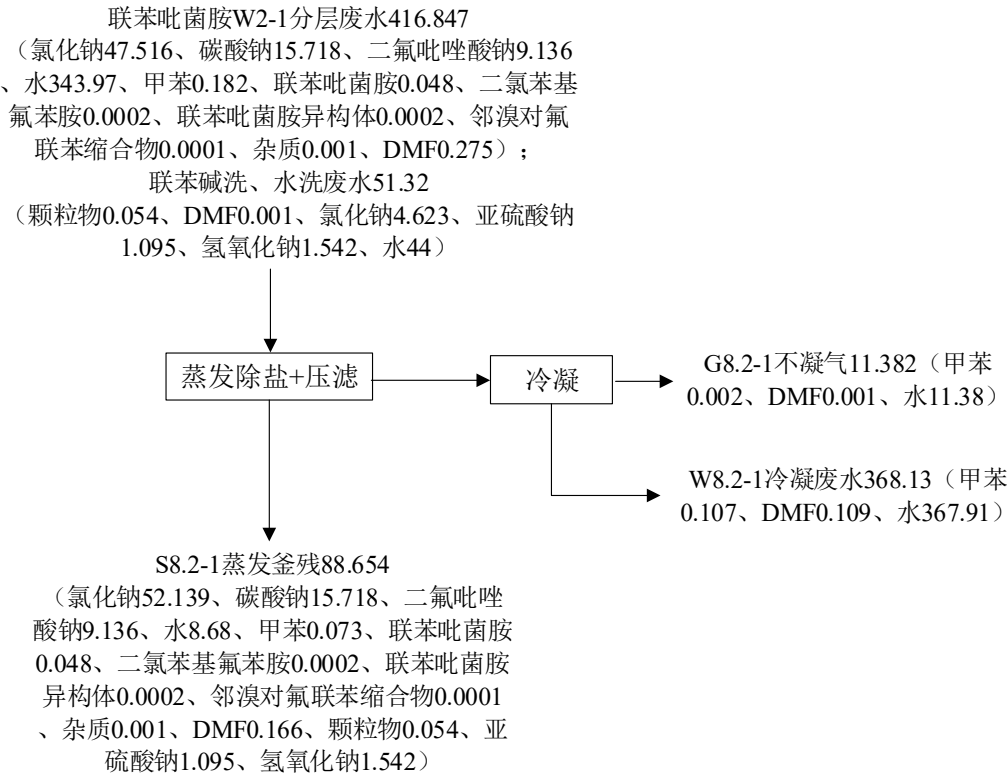 联苯吡菌胺W2-1分层废水416.847
（氯化钠47.516、碳酸钠15.718、二氟吡唑酸钠9.136
、水343.97、甲苯0.182、联苯吡菌胺0.048、二氯苯基
氟苯胺0.0002、联苯吡菌胺异构体0.0002、邻溴对氟
联苯缩合物0.0001、杂质0.001、DMF0.275）；
联苯碱洗、水洗废水51.32
（颗粒物0.054、DMF0.001、氯化钠4.623、亚硫酸钠
1.095、氢氧化钠1.542、水44）
蒸发除盐+压滤
冷凝
G8.2-1不凝气11.382（甲苯
0.002、DMF0.001、水11.38）
W8.2-1冷凝废水368.13（甲苯
0.107、DMF0.109、水367.91）
S8.2-1蒸发釜残88.654
（氯化钠52.139、碳酸钠15.718、二氟吡唑
酸钠9.136、水8.68、甲苯0.073、联苯吡菌胺
0.048、二氯苯基氟苯胺0.0002、联苯吡菌胺
异构体0.0002、邻溴对氟联苯缩合物0.0001
、杂质0.001、DMF0.166、颗粒物0.054、亚
硫酸钠1.095、氢氧化钠1.542）